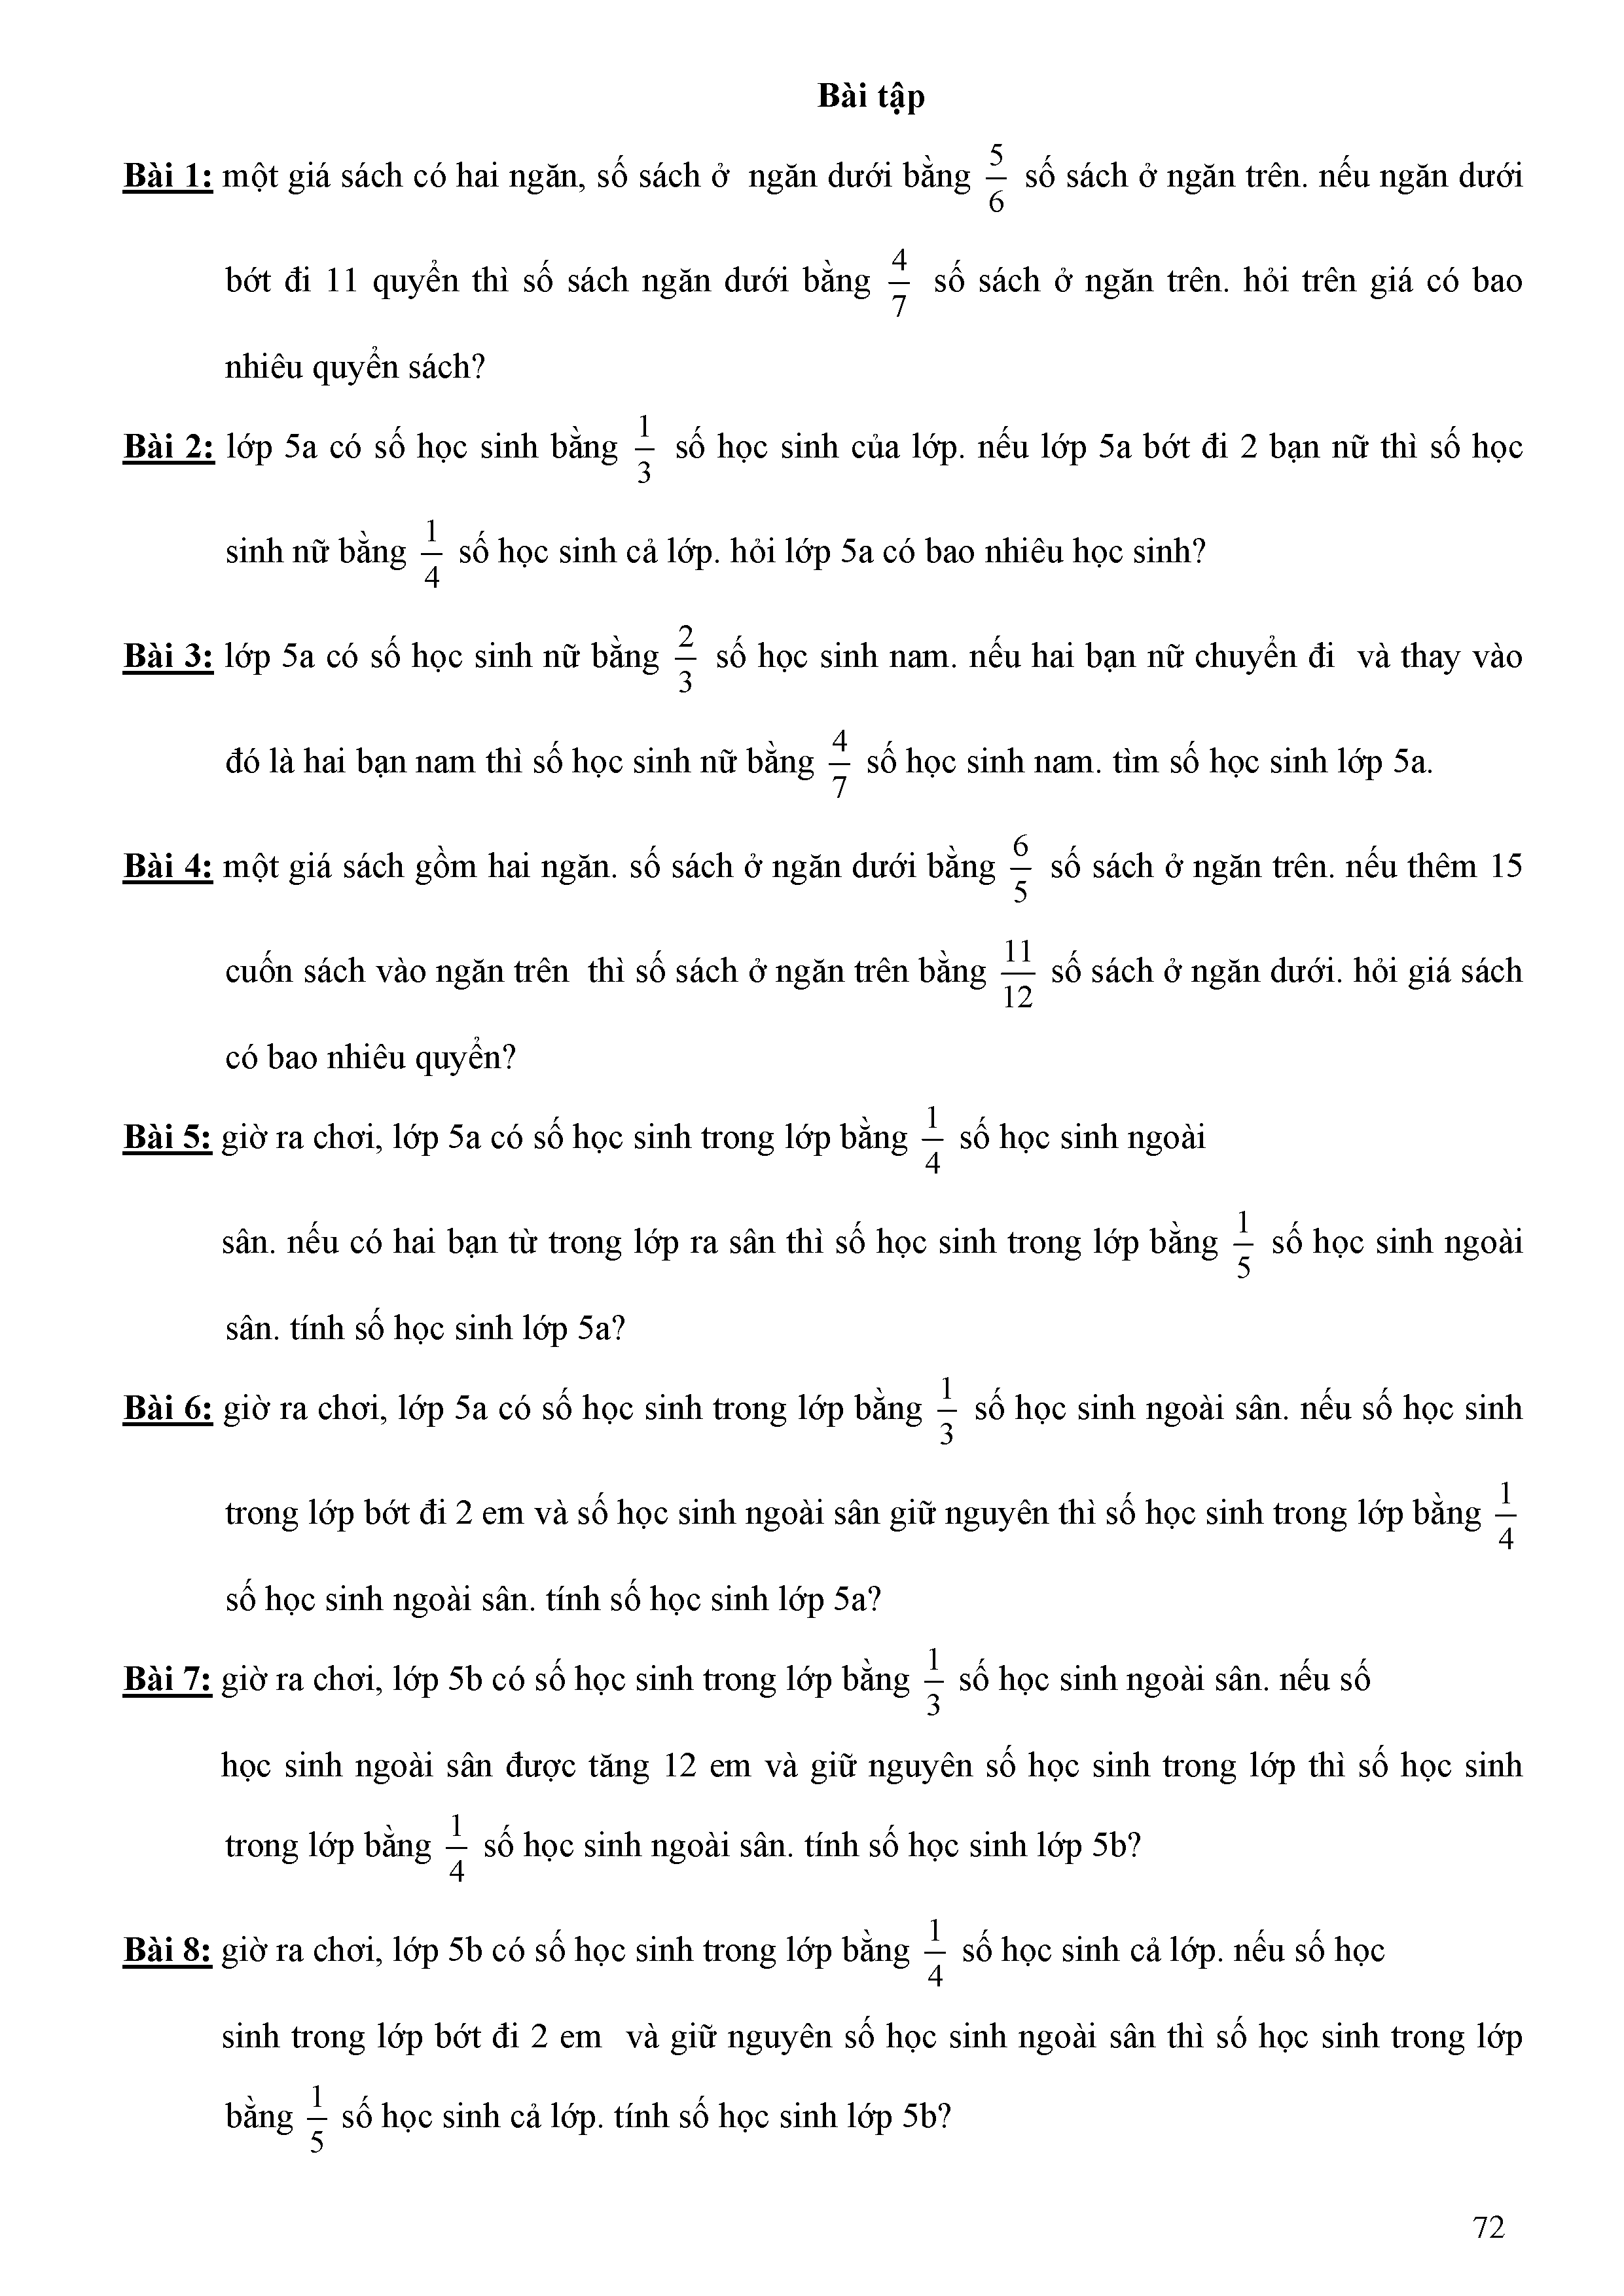 Bài tập
Bài 1: một giá sách có hai ngăn, số sách ở ngăn dưới bằng 5/6 số sách ở ngăn trên. nếu ngăn dưới
bớt đi 11 quyển thì số sách ngăn dưới bằng 4/7 số sách ở ngăn trên. hỏi trên giá có bao
nhiêu quyển sách?
Bài 2: lớp 5a có số học sinh bằng 1/3 số học sinh của lớp. nếu lớp 5a bớt đi 2 bạn nữ thì số học
sinh nữ bằng 1/4 số học sinh cả lớp. hỏi lớp 5a có bao nhiêu học sinh?
Bài 3: lớp 5a có số học sinh nữ bằng 2/3 số học sinh nam. nếu hai bạn nữ chuyển đi và thay vào
đó là hai bạn nam thì số học sinh nữ bằng 4/7 số học sinh nam. tìm số học sinh lớp 5a.
Bài 4: một giá sách gồm hai ngăn. số sách ở ngăn dưới bằng 6/5 số sách ở ngăn trên. nếu thêm 15
cuốn sách vào ngăn trên thì số sách ở ngăn trên bằng 11/12 số sách ở ngăn dưới. hỏi giá sách
có bao nhiêu quyển?
Bài 5: giờ ra chơi, lớp 5a có số học sinh trong lớp bằng 1/4 số học sinh ngoài
sân. nếu có hai bạn từ trong lớp ra sân thì số học sinh trong lớp bằng 1/5 số học sinh ngoài
sân. tính số học sinh lớp 5a?
Bài 6: giờ ra chơi, lớp 5a có số học sinh trong lớp bằng 1/3 số học sinh ngoài sân. nếu số học sinh
trong lớp bớt đi 2 em và số học sinh ngoài sân giữ nguyên thì số học sinh trong lớp bằng 1/4
số học sinh ngoài sân. tính số học sinh lớp 5a?
Bài 7: giờ ra chơi, lớp 5b có số học sinh trong lớp bằng 1/3 số học sinh ngoài sân. nếu số
học sinh ngoài sân được tăng 12 em và giữ nguyên số học sinh trong lớp thì số học sinh
trong lớp bằng 1/4 số học sinh ngoài sân. tính số học sinh lớp 5b?
Bài 8: giờ ra chơi, lớp 5b có số học sinh trong lớp bằng 1/4 số học sinh cả lớp. nếu số học
sinh trong lớp bớt đi 2 em và giữ nguyên số học sinh ngoài sân thì số học sinh trong lớp
bằng 1/5 số học sinh cả lớp. tính số học sinh lớp 5b?
72